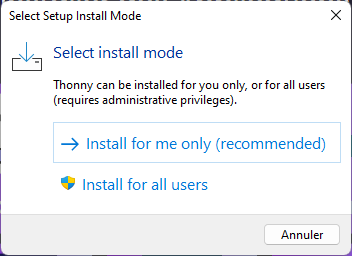 Select Setup Install Mode
Select install mode
Thonny can be installed for you only, or for all users
(requires administrative privileges).
Install for me only (recommended)
Install for all users
Annuler